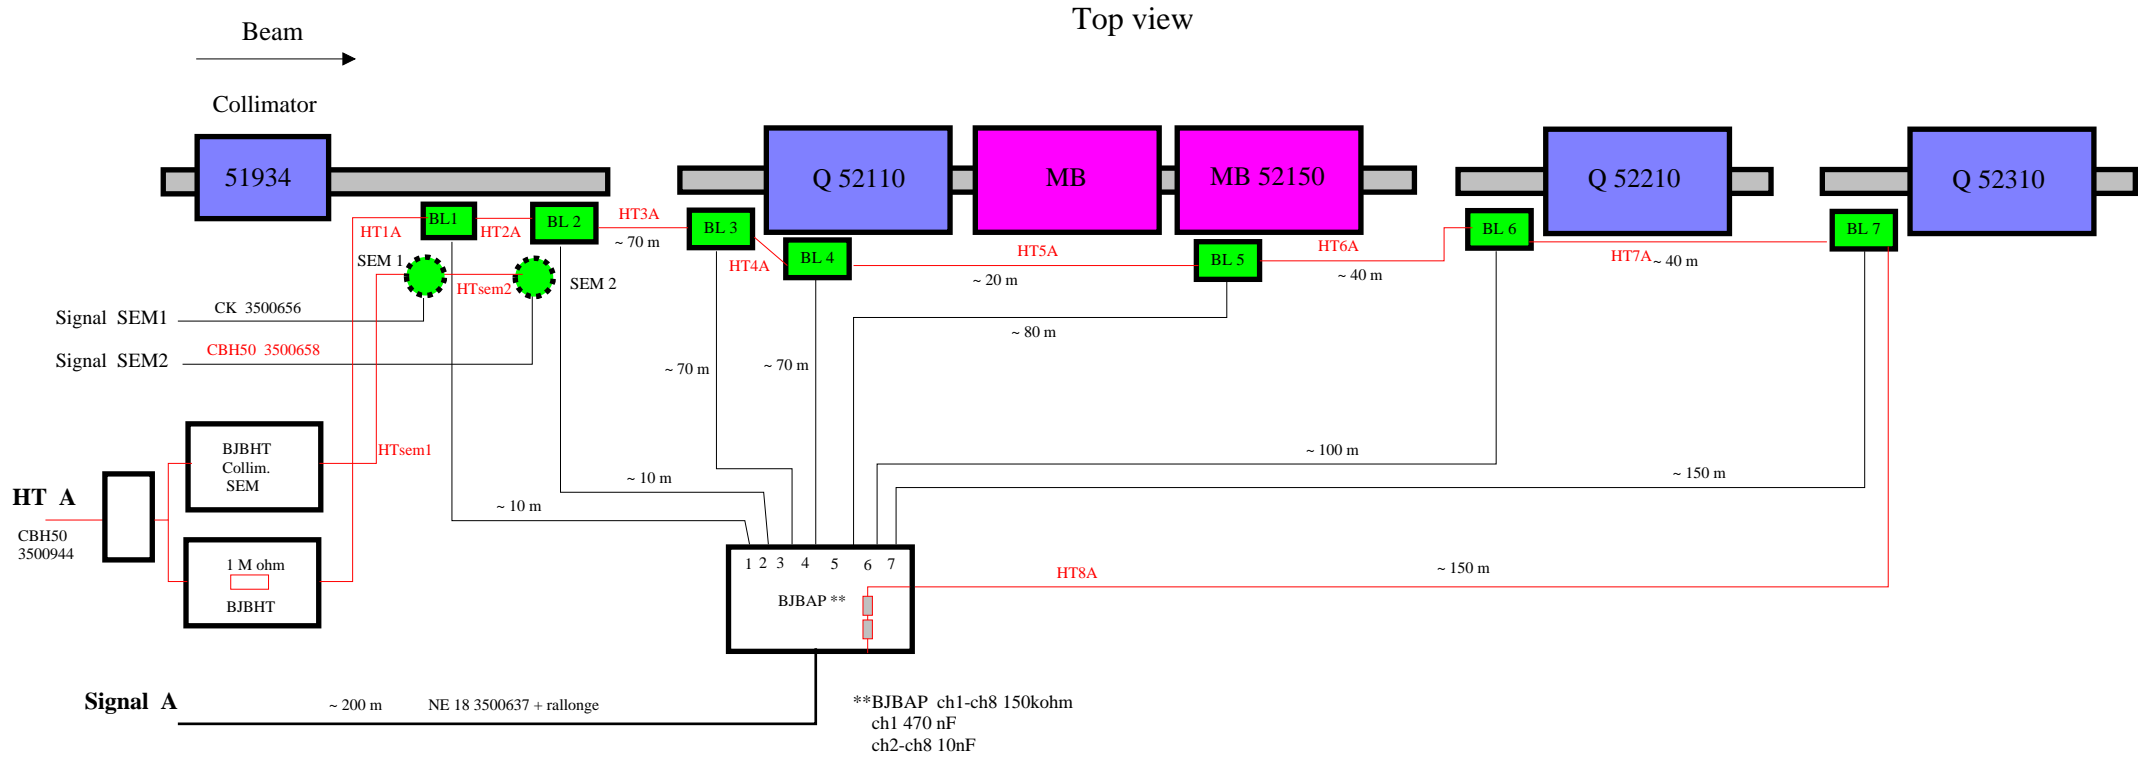 Top view
Beam
Collimator
51934
Q 52110
MB
MB 52150
Q 52210
Q 52310
BL1
BL 2
BL 3
BL 4
BL 5
BL 6
BL 7
HT1A
HT2A
HT3A
~ 70 m
HT4A
HT5A
~ 20 m
HT6A
~ 40 m
HT7A
~ 40 m
SEM 1
HTsem2
SEM 2
Signal SEM1
CK 3500656
Signal SEM2
CBH50 3500658
~ 80 m
~ 70 m
~ 70 m
BJBHT
Collim.
SEM
HTsem1
~ 100 m
~ 150 m
~ 10 m
~ 10 m
HT A
CBH50
3500944
1 M ohm
BJBHT
1 2 3 4 5 6 7
BJBAP **
HT8A
~ 150 m
Signal A
~ 200 m
NE 18 3500637 + rallonge
**BJBAP ch1-ch8 150kohm
ch1 470 nF
ch2-ch8 10nF